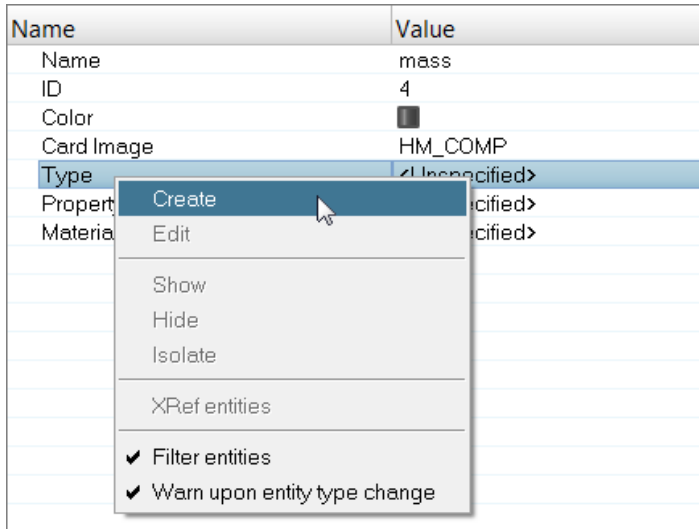 Name Value
Name mass
ID 4
Color
Card Image HM_COMP
Type <Unspecified>
Create
Edit
Show
Hide
Isolate
XRef entities
Filter entities
Warn upon entity type change